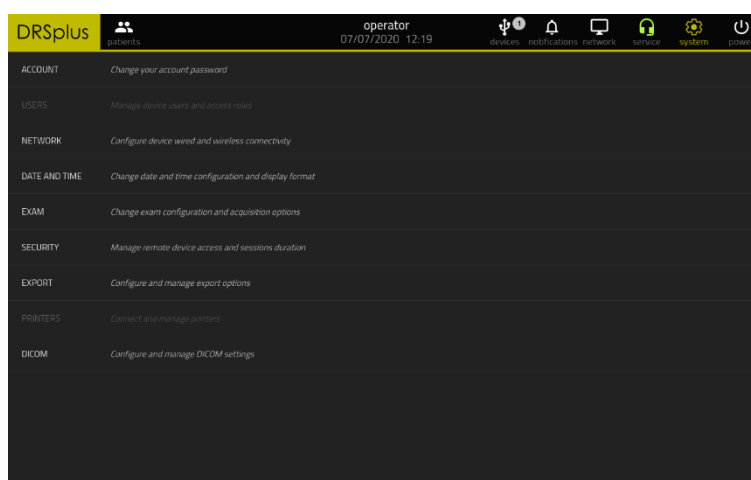 DRSplus
patients
operator
07/07/2020 12:19
1
devices notifications network service system
ACCOUNT Change your account password
USERS Manage device users and access roles
NETWORK Configure device wired and wireless connectivity
DATE AND TIME Change date and time configuration and display format
EXAM Change exam configuration and acquisition options
SECURITY Manage remote device access and sessions duration
EXPORT Configure and manage export options
PRINTERS Connect and manage printers
DICOM Configure and manage DICOM settings